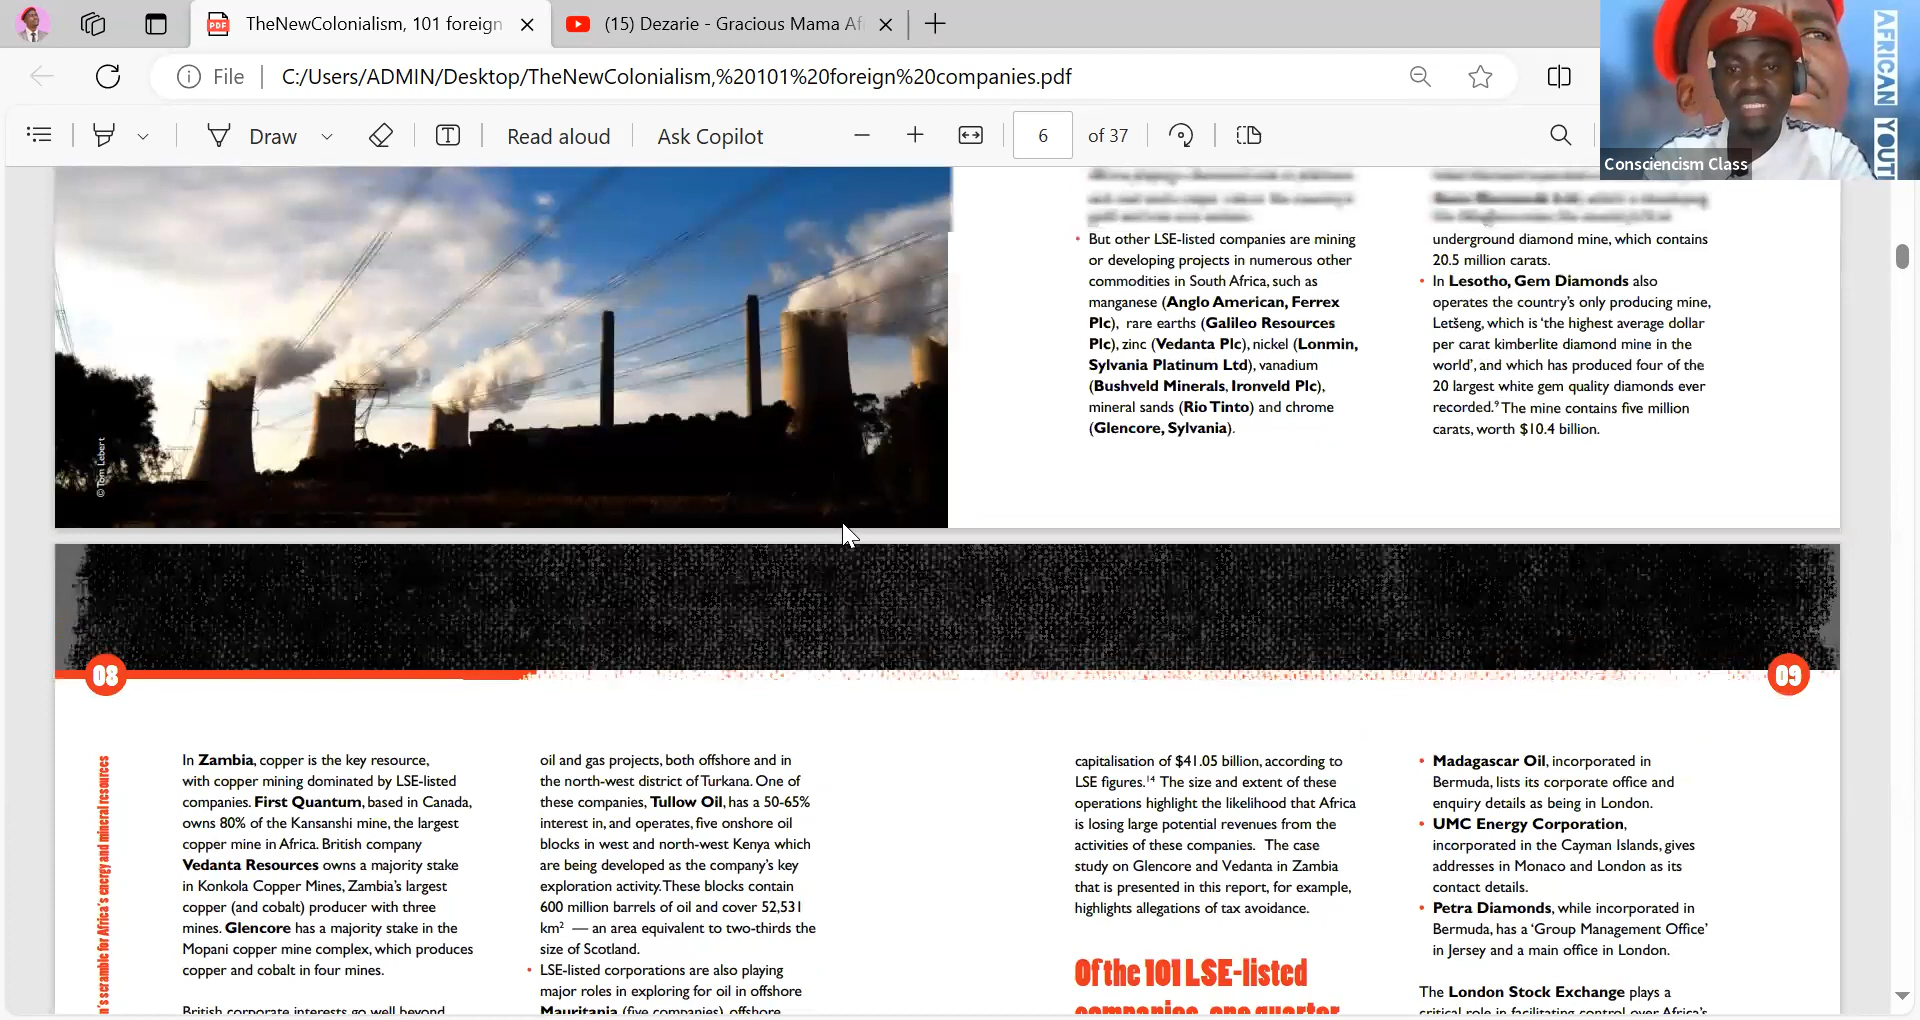 TheNewColonialism, 101 foreign
(15) Dezarie - Gracious Mama Af
File
C:/Users/ADMIN/Desktop/TheNewColonialism,%20101%20foreign%20companies.pdf
Draw
Read aloud
Ask Copilot
6
of 37
Consciencism Class
AFRICAN YOUT
©Tom Lebert
But other LSE-listed companies are mining
or developing projects in numerous other
commodities in South Africa, such as
manganese (Anglo American, Ferrex
Plc), rare earths (Galileo Resources
Plc), zinc (Vedanta Plc), nickel (Lonmin,
Sylvania Platinum Ltd), vanadium
(Bushveld Minerals, Ironveld Plc),
mineral sands (Rio Tinto) and chrome
(Glencore, Sylvania).
underground diamond mine, which contains
20.5 million carats.
In Lesotho, Gem Diamonds also
operates the country's only producing mine,
Letšeng, which is 'the highest average dollar
per carat kimberlite diamond mine in the
world', and which has produced four of the
20 largest white gem quality diamonds ever
recorded.9 The mine contains five million
carats, worth $10.4 billion.
08
09
n's scramble for Africa's energy and mineral resources
In Zambia, copper is the key resource,
with copper mining dominated by LSE-listed
companies. First Quantum, based in Canada,
owns 80% of the Kansanshi mine, the largest
copper mine in Africa. British company
Vedanta Resources owns a majority stake
in Konkola Copper Mines, Zambia's largest
copper (and cobalt) producer with three
mines. Glencore has a majority stake in the
Mopani copper mine complex, which produces
copper and cobalt in four mines.
British corporate interests go well beyond
oil and gas projects, both offshore and in
the north-west district of Turkana. One of
these companies, Tullow Oil, has a 50-65%
interest in, and operates, five onshore oil
blocks in west and north-west Kenya which
are being developed as the company's key
exploration activity. These blocks contain
600 million barrels of oil and cover 52,531
km² — an area equivalent to two-thirds the
size of Scotland.
LSE-listed corporations are also playing
major roles in exploring for oil in offshore
Mauritania (five companies), offshore
capitalisation of $41.05 billion, according to
LSE figures.14 The size and extent of these
operations highlight the likelihood that Africa
is losing large potential revenues from the
activities of these companies. The case
study on Glencore and Vedanta in Zambia
that is presented in this report, for example,
highlights allegations of tax avoidance.
Of the 101 LSE-listed
companies, one quarter
Madagascar Oil, incorporated in
Bermuda, lists its corporate office and
enquiry details as being in London.
UMC Energy Corporation,
incorporated in the Cayman Islands, gives
addresses in Monaco and London as its
contact details.
Petra Diamonds, while incorporated in
Bermuda, has a 'Group Management Office'
in Jersey and a main office in London.
The London Stock Exchange plays a
critical role in facilitating control over Africa's